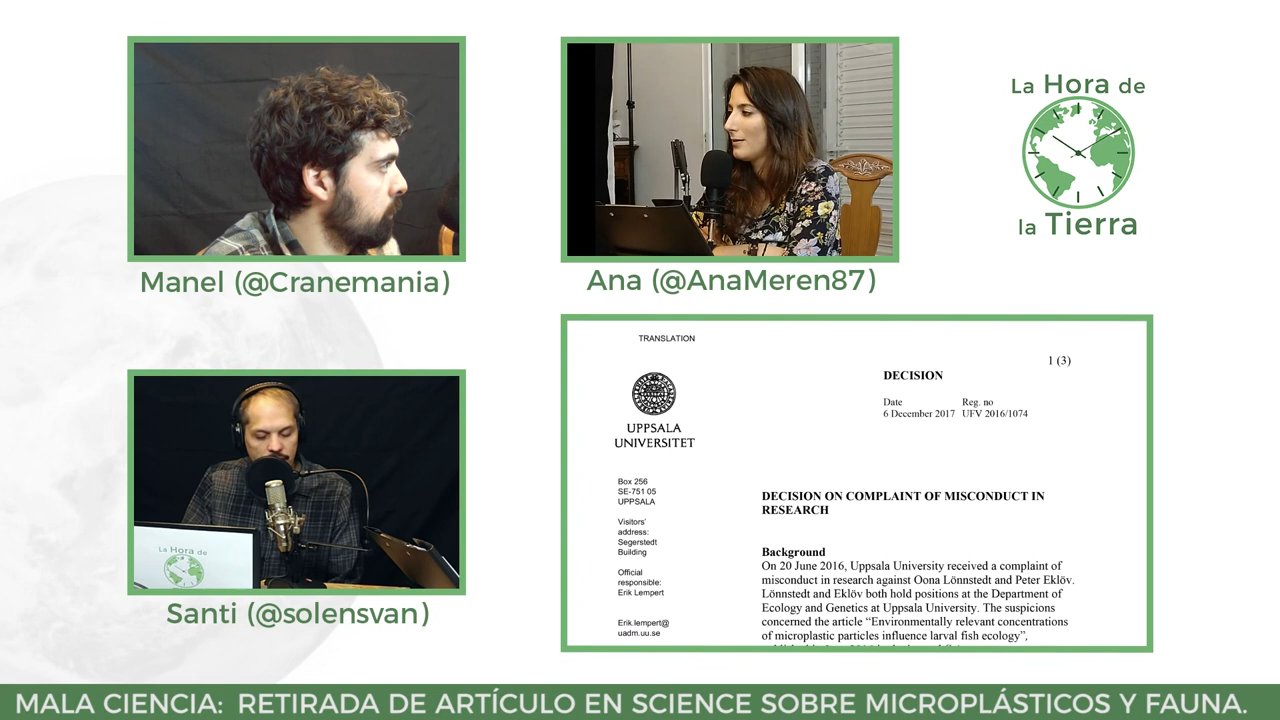 La Hora de
la Tierra
Manel (@Cranemania)
Ana (@AnaMeren87)
La Hora de
Santi (@solensvan)
TRANSLATION
1 (3)
DECISION
Date Reg. no
6 December 2017 UFV 2016/1074
UPPSALA
UNIVERSITET
Box 256
SE-751 05
UPPSALA
Visitors'
address:
Segerstedt
Building
Official
responsible:
Erik Lempert
Erik.lempert@
uadm.uu.se
DECISION ON COMPLAINT OF MISCONDUCT IN
RESEARCH
Background
On 20 June 2016, Uppsala University received a complaint of
misconduct in research against Oona Lönnstedt and Peter Eklöv.
Lönnstedt and Eklöv both hold positions at the Department of
Ecology and Genetics at Uppsala University. The suspicions
concerned the article “Environmentally relevant concentrations
of microplastic particles influence larval fish ecology”,
MALA CIENCIA: RETIRADA DE ARTÍCULO EN SCIENCE SOBRE MICROPLÁSTICOS Y FAUNA.